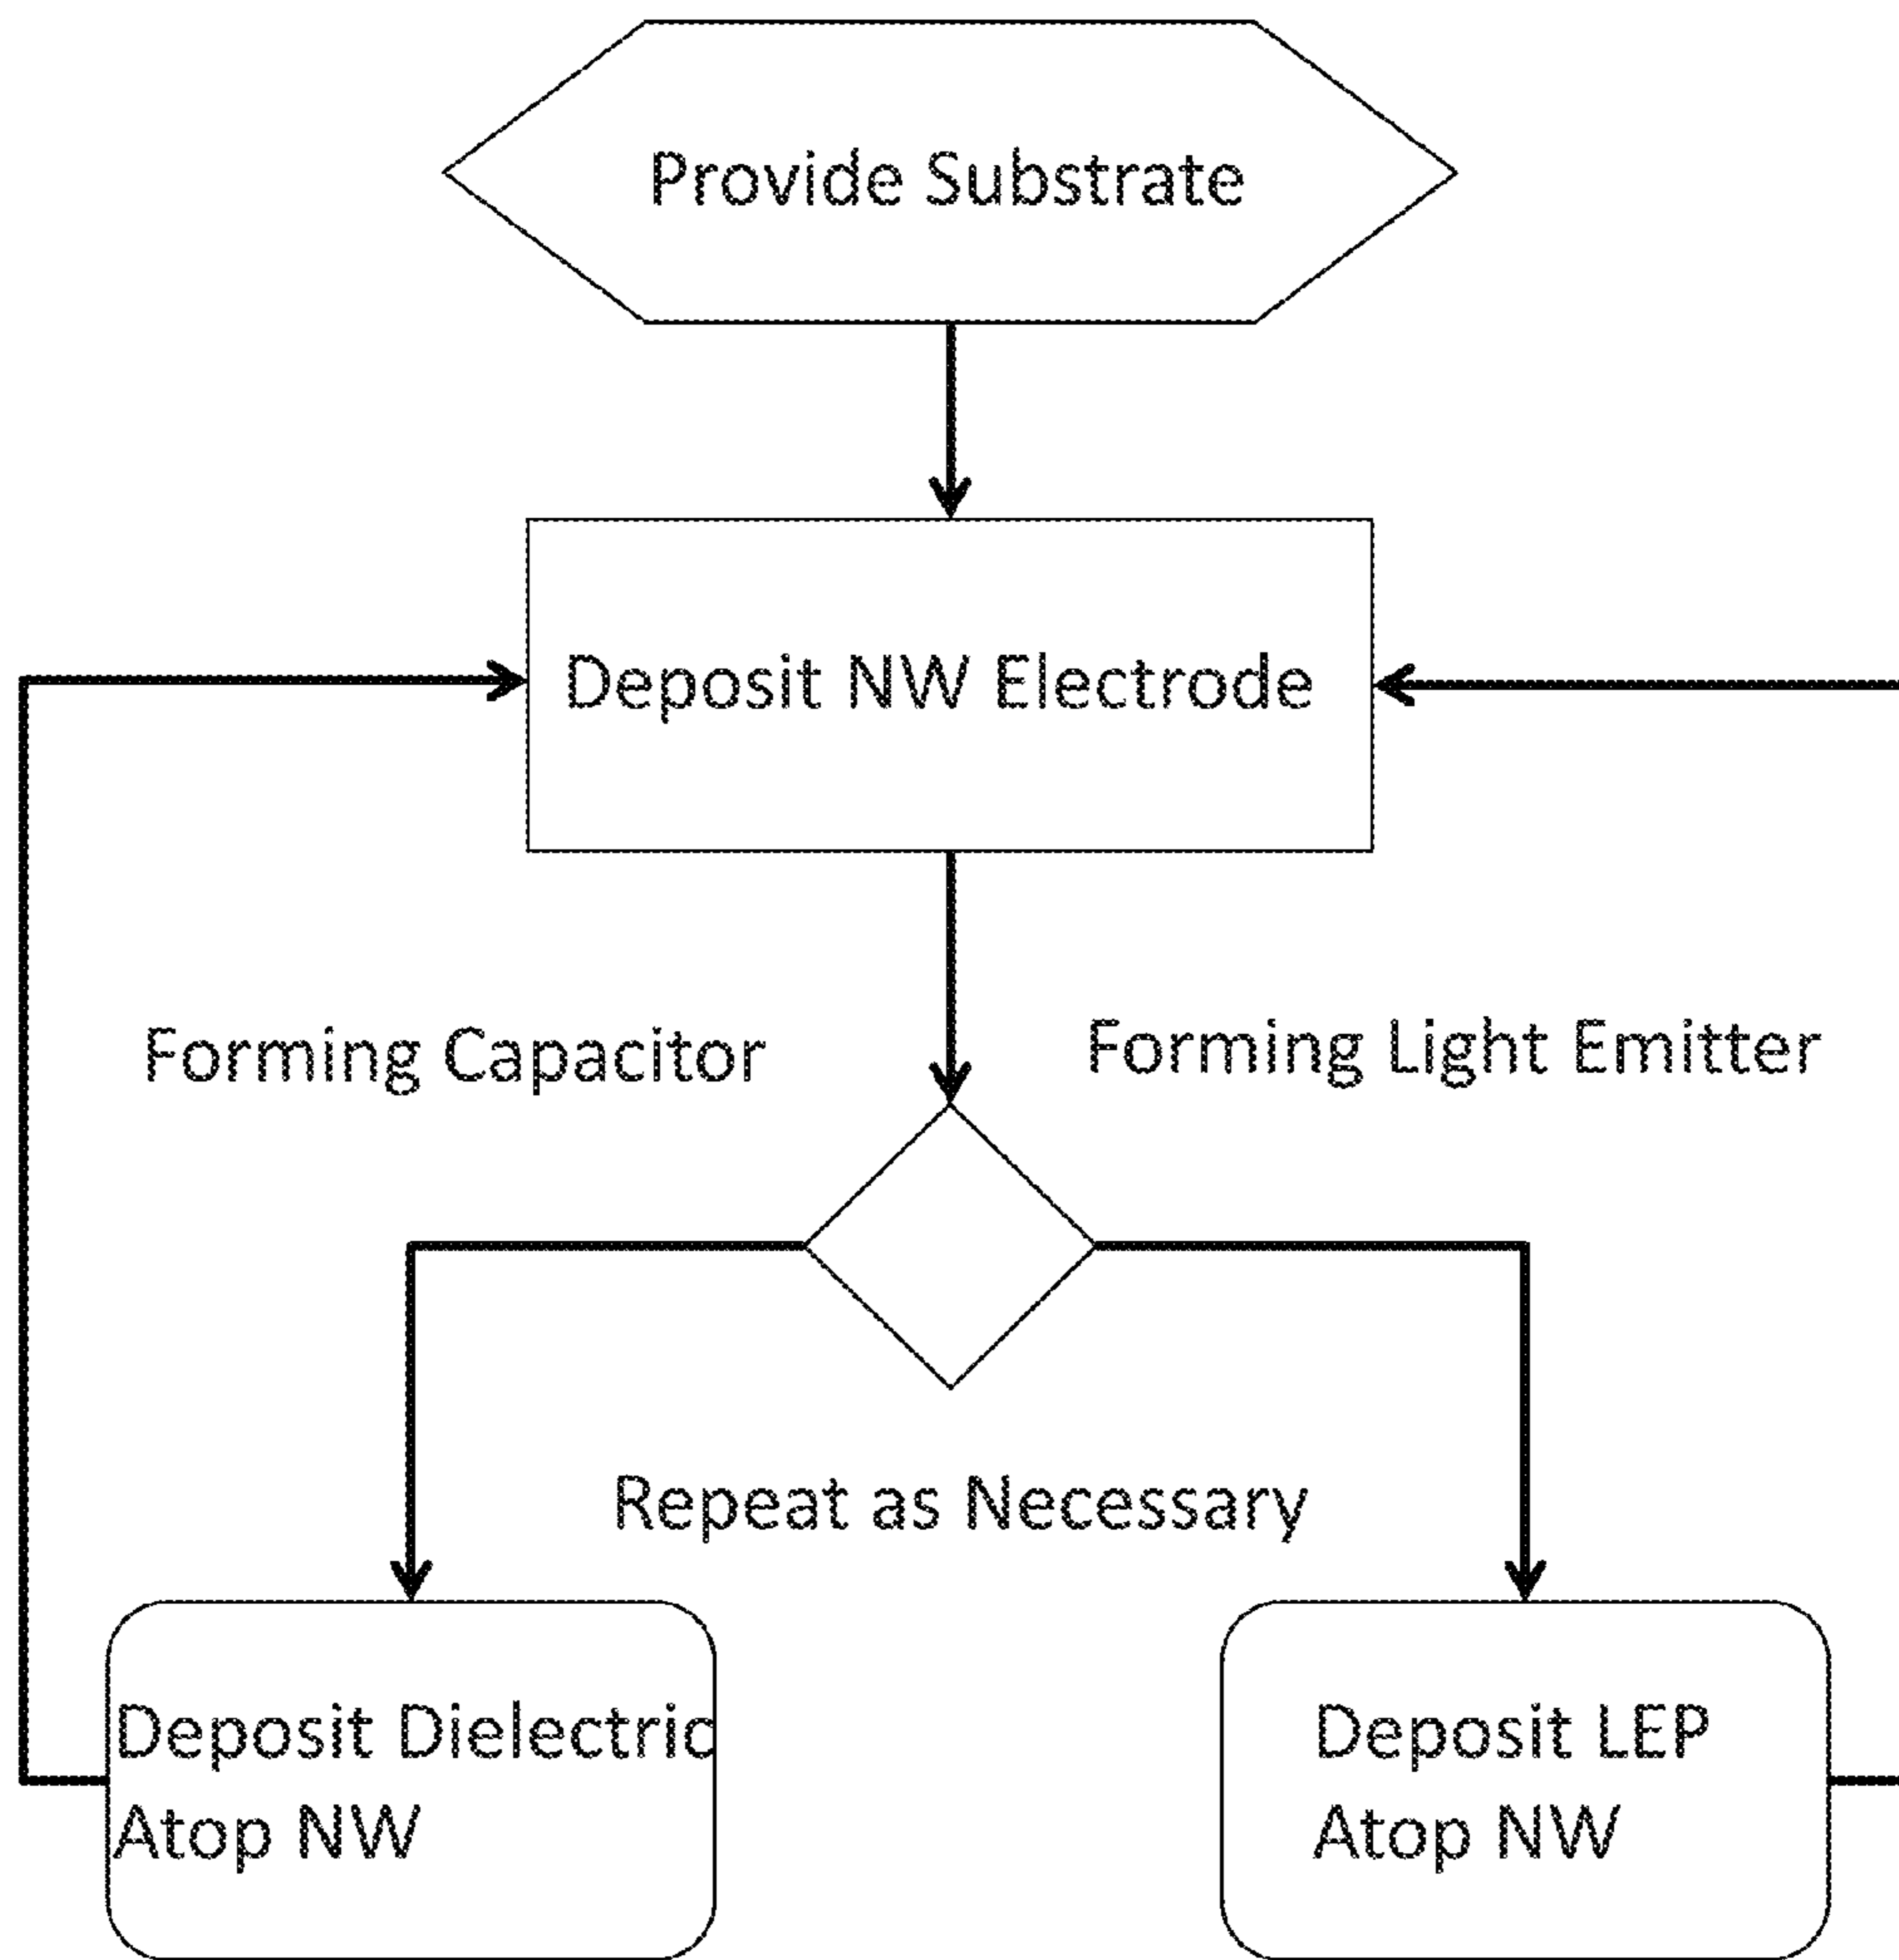 Provide Substrate
Deposit NW Electrode
Forming Capacitor
Forming Light Emitter
Repeat as Necessary
Deposit Dielectric
Atop NW
Deposit LEP
Atop NW